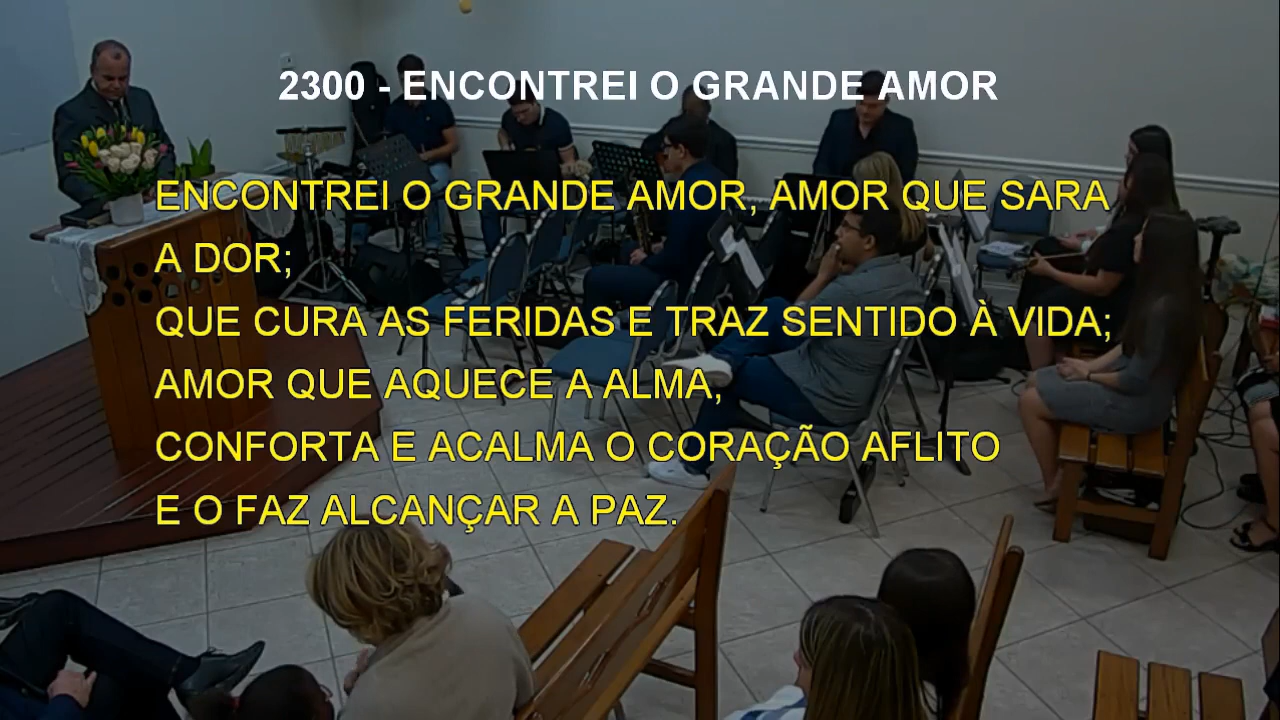 2300 - ENCONTREI O GRANDE AMOR
ENCONTREI O GRANDE AMOR, AMOR QUE SARA
A DOR;
QUE CURA AS FERIDAS E TRAZ SENTIDO À VIDA;
AMOR QUE AQUECE A ALMA,
CONFORTA E ACALMA O CORAÇÃO AFLITO
E O FAZ ALCANÇAR A PAZ.